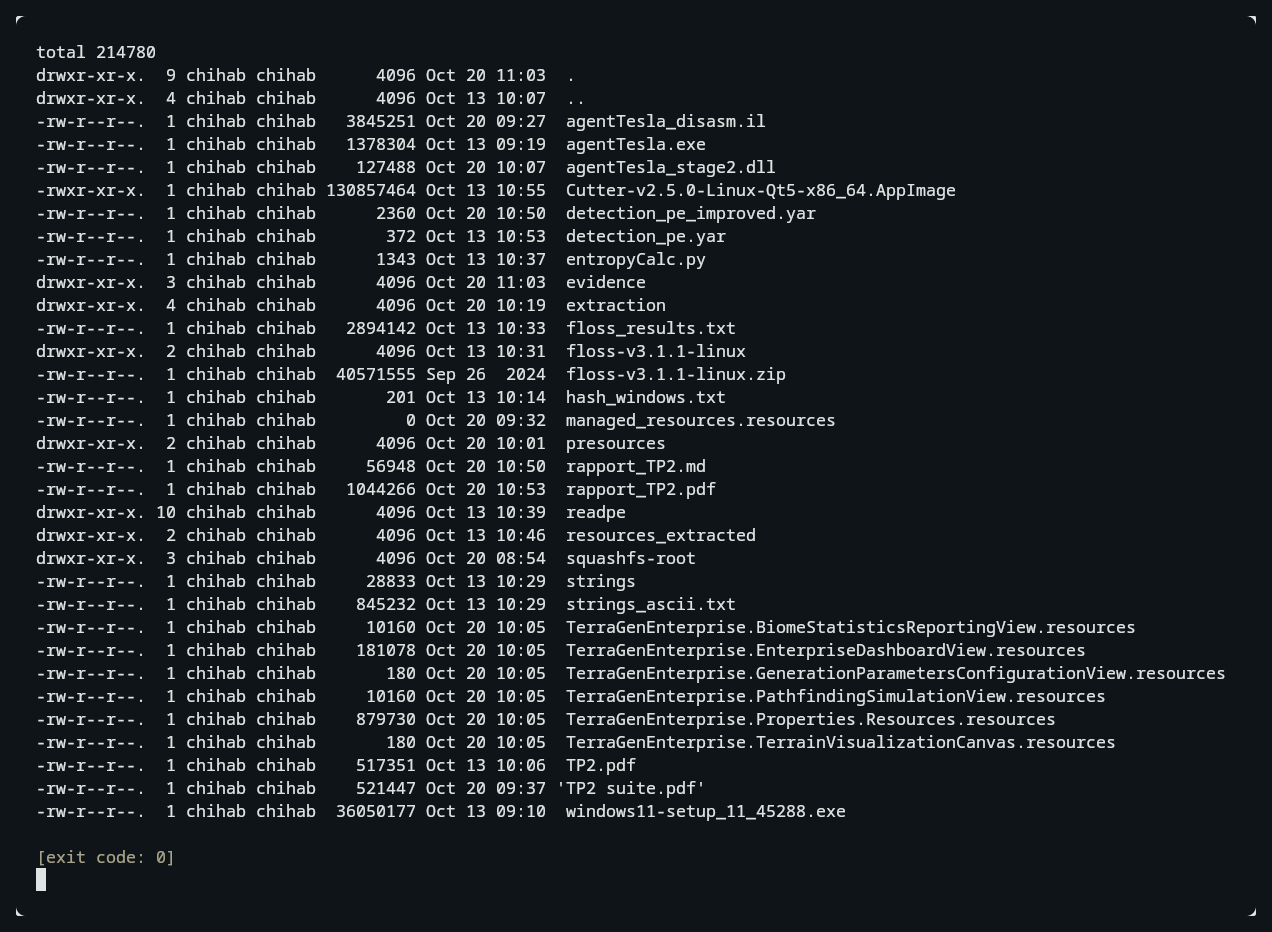 total 214780
drwxr-xr-x.  9 chihab chihab      4096 Oct 20 11:03  .
drwxr-xr-x.  4 chihab chihab      4096 Oct 13 10:07  ..
-rw-r--r--.  1 chihab chihab   3845251 Oct 20 09:27  agentTesla_disasm.il
-rw-r--r--.  1 chihab chihab   1378304 Oct 13 09:19  agentTesla.exe
-rw-r--r--.  1 chihab chihab    127488 Oct 20 10:07  agentTesla_stage2.dll
-rwxr-xr-x.  1 chihab chihab 130857464 Oct 13 10:55  Cutter-v2.5.0-Linux-Qt5-x86_64.AppImage
-rw-r--r--.  1 chihab chihab      2360 Oct 20 10:50  detection_pe_improved.yar
-rw-r--r--.  1 chihab chihab       372 Oct 13 10:53  detection_pe.yar
-rw-r--r--.  1 chihab chihab      1343 Oct 13 10:37  entropyCalc.py
drwxr-xr-x.  3 chihab chihab      4096 Oct 20 11:03  evidence
drwxr-xr-x.  4 chihab chihab      4096 Oct 20 10:19  extraction
-rw-r--r--.  1 chihab chihab   2894142 Oct 13 10:33  floss_results.txt
drwxr-xr-x.  2 chihab chihab      4096 Oct 13 10:31  floss-v3.1.1-linux
-rw-r--r--.  1 chihab chihab  40571555 Sep 26  2024  floss-v3.1.1-linux.zip
-rw-r--r--.  1 chihab chihab       201 Oct 13 10:14  hash_windows.txt
-rw-r--r--.  1 chihab chihab         0 Oct 20 09:32  managed_resources.resources
drwxr-xr-x.  2 chihab chihab      4096 Oct 20 10:01  presources
-rw-r--r--.  1 chihab chihab     56948 Oct 20 10:50  rapport_TP2.md
-rw-r--r--.  1 chihab chihab   1044266 Oct 20 10:53  rapport_TP2.pdf
drwxr-xr-x. 10 chihab chihab      4096 Oct 13 10:39  readpe
drwxr-xr-x.  2 chihab chihab      4096 Oct 13 10:46  resources_extracted
drwxr-xr-x.  3 chihab chihab      4096 Oct 20 08:54  squashfs-root
-rw-r--r--.  1 chihab chihab     28833 Oct 13 10:29  strings
-rw-r--r--.  1 chihab chihab    845232 Oct 13 10:29  strings_ascii.txt
-rw-r--r--.  1 chihab chihab     10160 Oct 20 10:05  TerraGenEnterprise.BiomeStatisticsReportingView.resources
-rw-r--r--.  1 chihab chihab    181078 Oct 20 10:05  TerraGenEnterprise.EnterpriseDashboardView.resources
-rw-r--r--.  1 chihab chihab       180 Oct 20 10:05  TerraGenEnterprise.GenerationParametersConfigurationView.resources
-rw-r--r--.  1 chihab chihab     10160 Oct 20 10:05  TerraGenEnterprise.PathfindingSimulationView.resources
-rw-r--r--.  1 chihab chihab    879730 Oct 20 10:05  TerraGenEnterprise.Properties.Resources.resources
-rw-r--r--.  1 chihab chihab       180 Oct 20 10:05  TerraGenEnterprise.TerrainVisualizationCanvas.resources
-rw-r--r--.  1 chihab chihab    517351 Oct 13 10:06  TP2.pdf
-rw-r--r--.  1 chihab chihab    521447 Oct 20 09:37 'TP2 suite.pdf'
-rw-r--r--.  1 chihab chihab  36050177 Oct 13 09:10  windows11-setup_11_45288.exe
[exit code: 0]